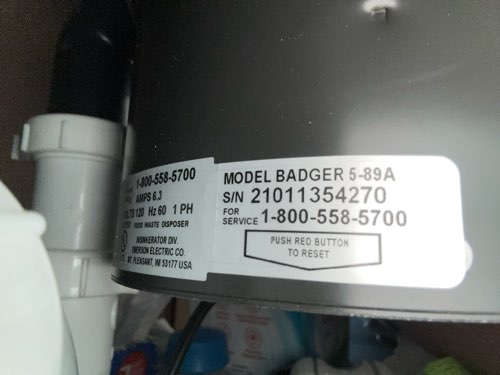 1-800-558-5700
AMPS 6.3
VOLTS 120 Hz 60 1 PH
FOOD WASTE DISPOSER
INSINKERATOR DIV.
EMERSON ELECTRIC CO.
MT. PLEASANT, WI 53177 USA
MODEL BADGER 5-89A
S/N 21011354270
FOR
SERVICE 1-800-558-5700
PUSH RED BUTTON
TO RESET